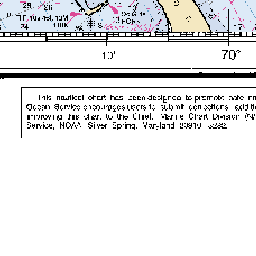 10'
70°
This nautical chart has been designed to promote safe
Ocean Service encourages users to submit corrections, additi
improving this chart to the Chief, Marine Chart Division (N/
Service, NOAA, Silver Spring, Maryland 20910-3282.